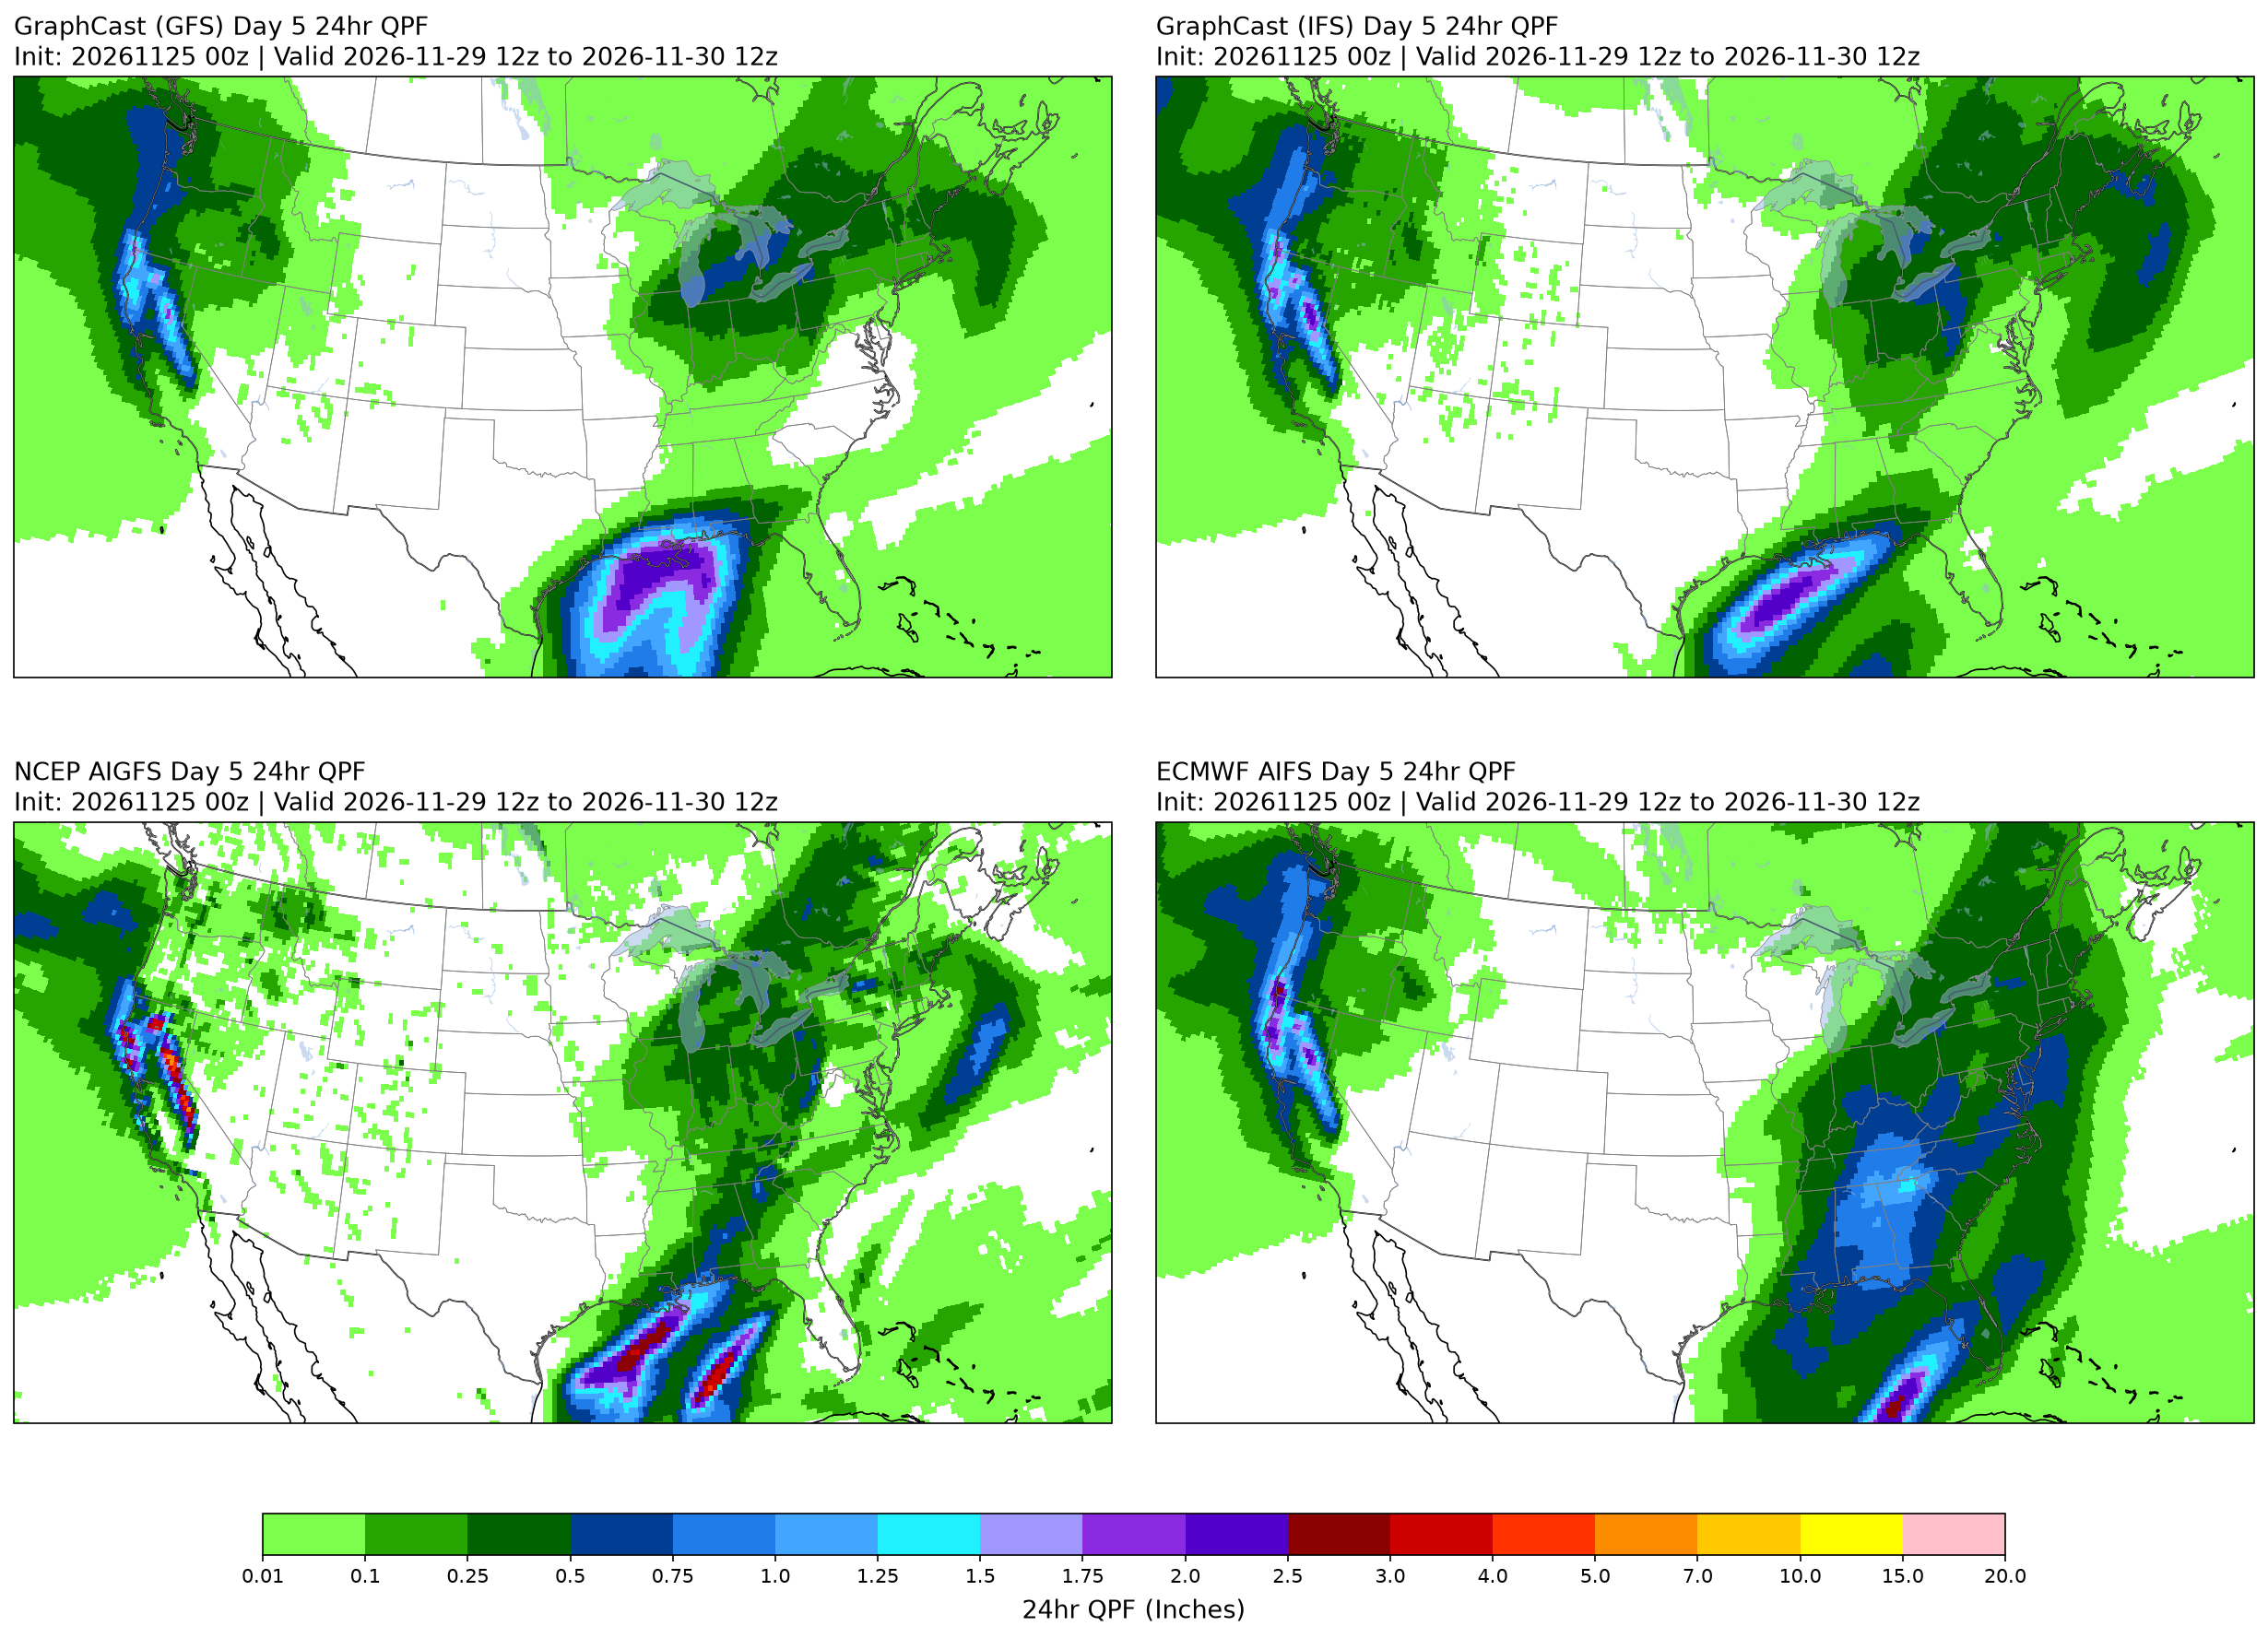 GraphCast (GFS) Day 5 24hr QPF
Init: 20261125 00z | Valid 2026-11-29 12z to 2026-11-30 12z
GraphCast (IFS) Day 5 24hr QPF
Init: 20261125 00z | Valid 2026-11-29 12z to 2026-11-30 12z
NCEP AIGFS Day 5 24hr QPF
Init: 20261125 00z | Valid 2026-11-29 12z to 2026-11-30 12z
ECMWF AIFS Day 5 24hr QPF
Init: 20261125 00z | Valid 2026-11-29 12z to 2026-11-30 12z
0.01 0.1 0.25 0.5 0.75 1.0 1.25 1.5 1.75 2.0 2.5 3.0 4.0 5.0 7.0 10.0 15.0 20.0
24hr QPF (Inches)